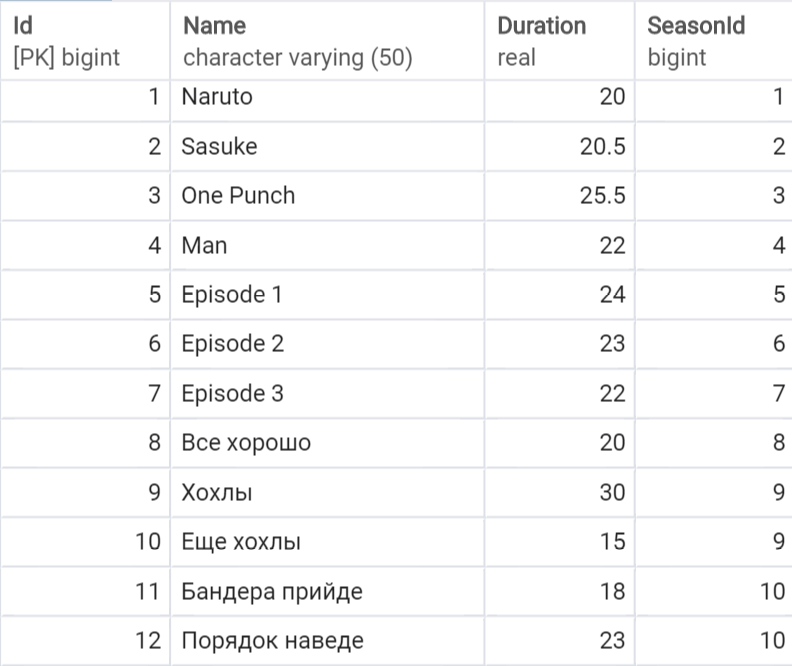 Id Name Duration SeasonId
[PK] bigint character varying (50) real bigint
1 Naruto 20 1
2 Sasuke 20.5 2
3 One Punch 25.5 3
4 Man 22 4
5 Episode 1 24 5
6 Episode 2 23 6
7 Episode 3 22 7
8 Все хорошо 20 8
9 Хохлы 30 9
10 Еще хохлы 15 9
11 Бандера прийде 18 10
12 Порядок наведе 23 10